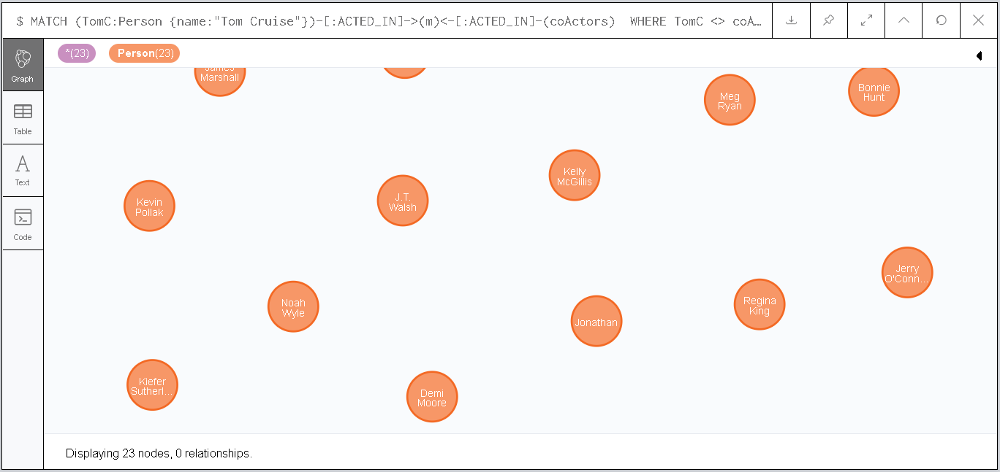 $ MATCH (TomC:Person {name:"Tom Cruise"})-[:ACTED_IN]->(m)<-[:ACTED_IN]-(coActors)  WHERE TomC <> coA…
*(23)
Person(23)
Graph
Table
Text
Code
James
Marshall
Meg
Ryan
Bonnie
Hunt
Kelly
McGillis
Kevin
Pollak
J.T.
Walsh
Jerry
O'Conn...
Noah
Wyle
Regina
King
Jonathan
Kiefer
Sutherl...
Demi
Moore
Displaying 23 nodes, 0 relationships.